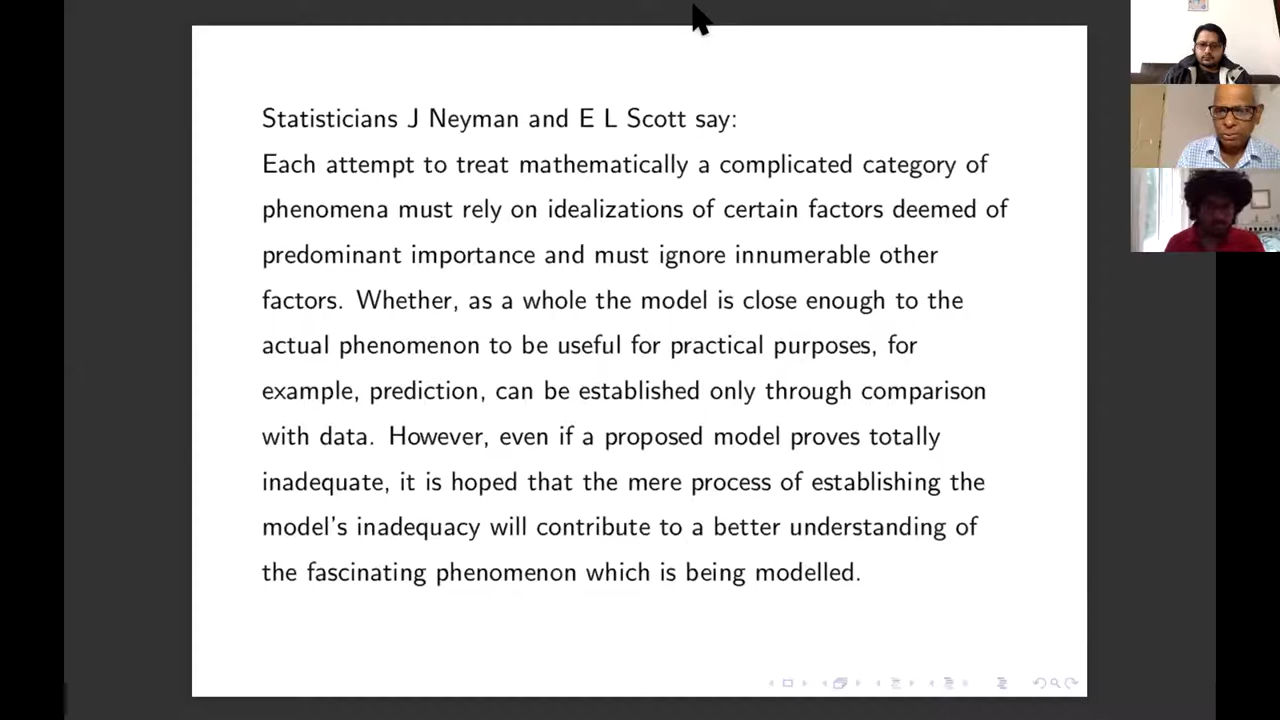 Statisticians J Neyman and E L Scott say:
Each attempt to treat mathematically a complicated category of
phenomena must rely on idealizations of certain factors deemed of
predominant importance and must ignore innumerable other
factors. Whether, as a whole the model is close enough to the
actual phenomenon to be useful for practical purposes, for
example, prediction, can be established only through comparison
with data. However, even if a proposed model proves totally
inadequate, it is hoped that the mere process of establishing the
model's inadequacy will contribute to a better understanding of
the fascinating phenomenon which is being modelled.